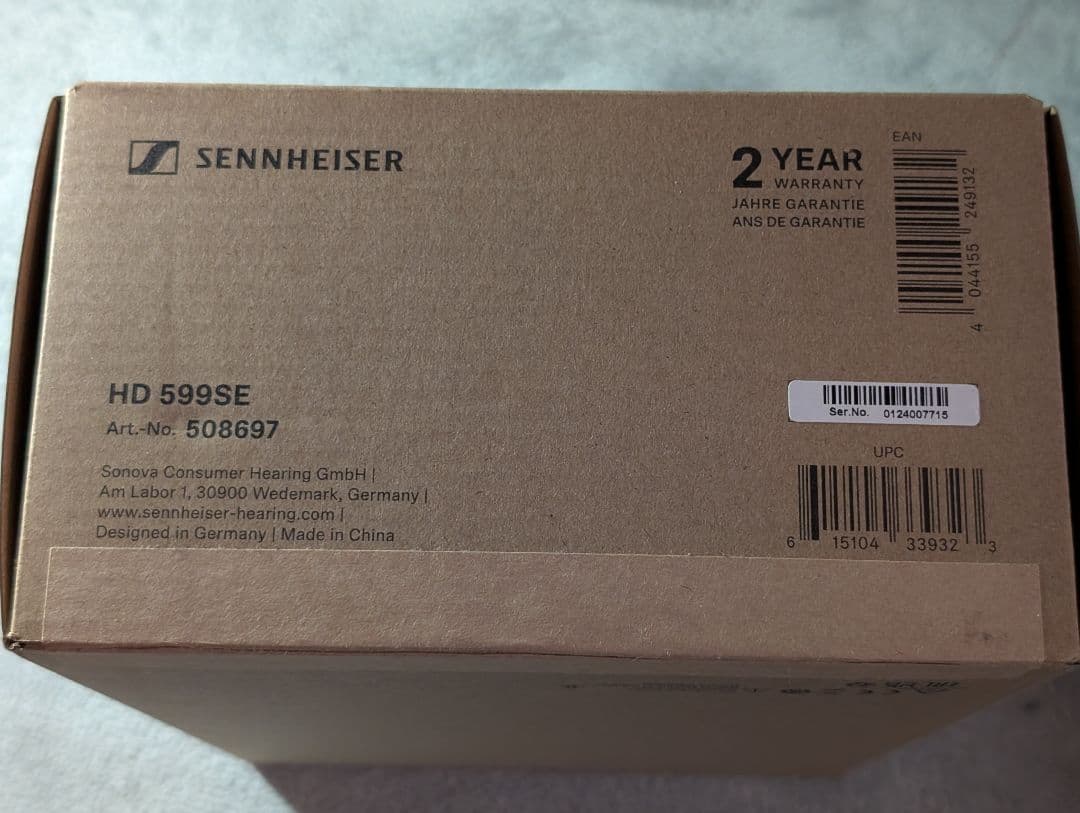 SENNHEISER
2 YEAR
WARRANTY
JAHRE GARANTIE
ANS DE GARANTIE
EAN
4 044155 249132
HD 599SE
Art.-No. 508697
Sonova Consumer Hearing GmbH |
Am Labor 1, 30900 Wedemark, Germany |
www.sennheiser-hearing.com |
Designed in Germany | Made in China
Ser.No. 0124007715
UPC
6 15104 33932 3